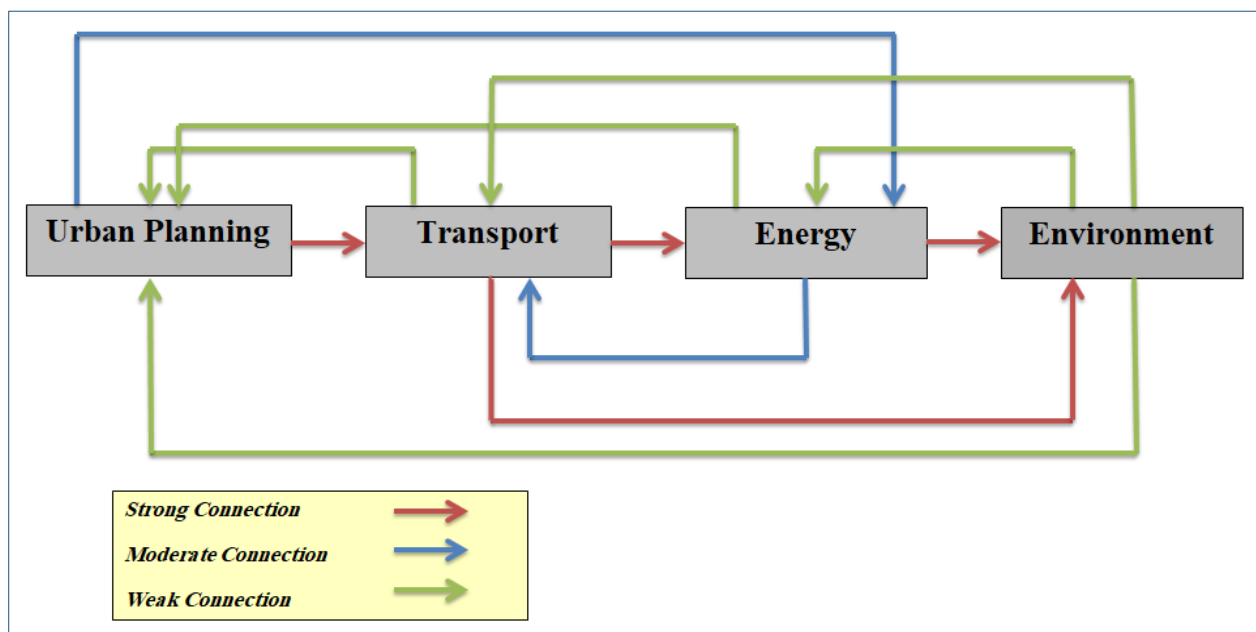 Urban Planning
Transport
Energy
Environment
Strong Connection
Moderate Connection
Weak Connection